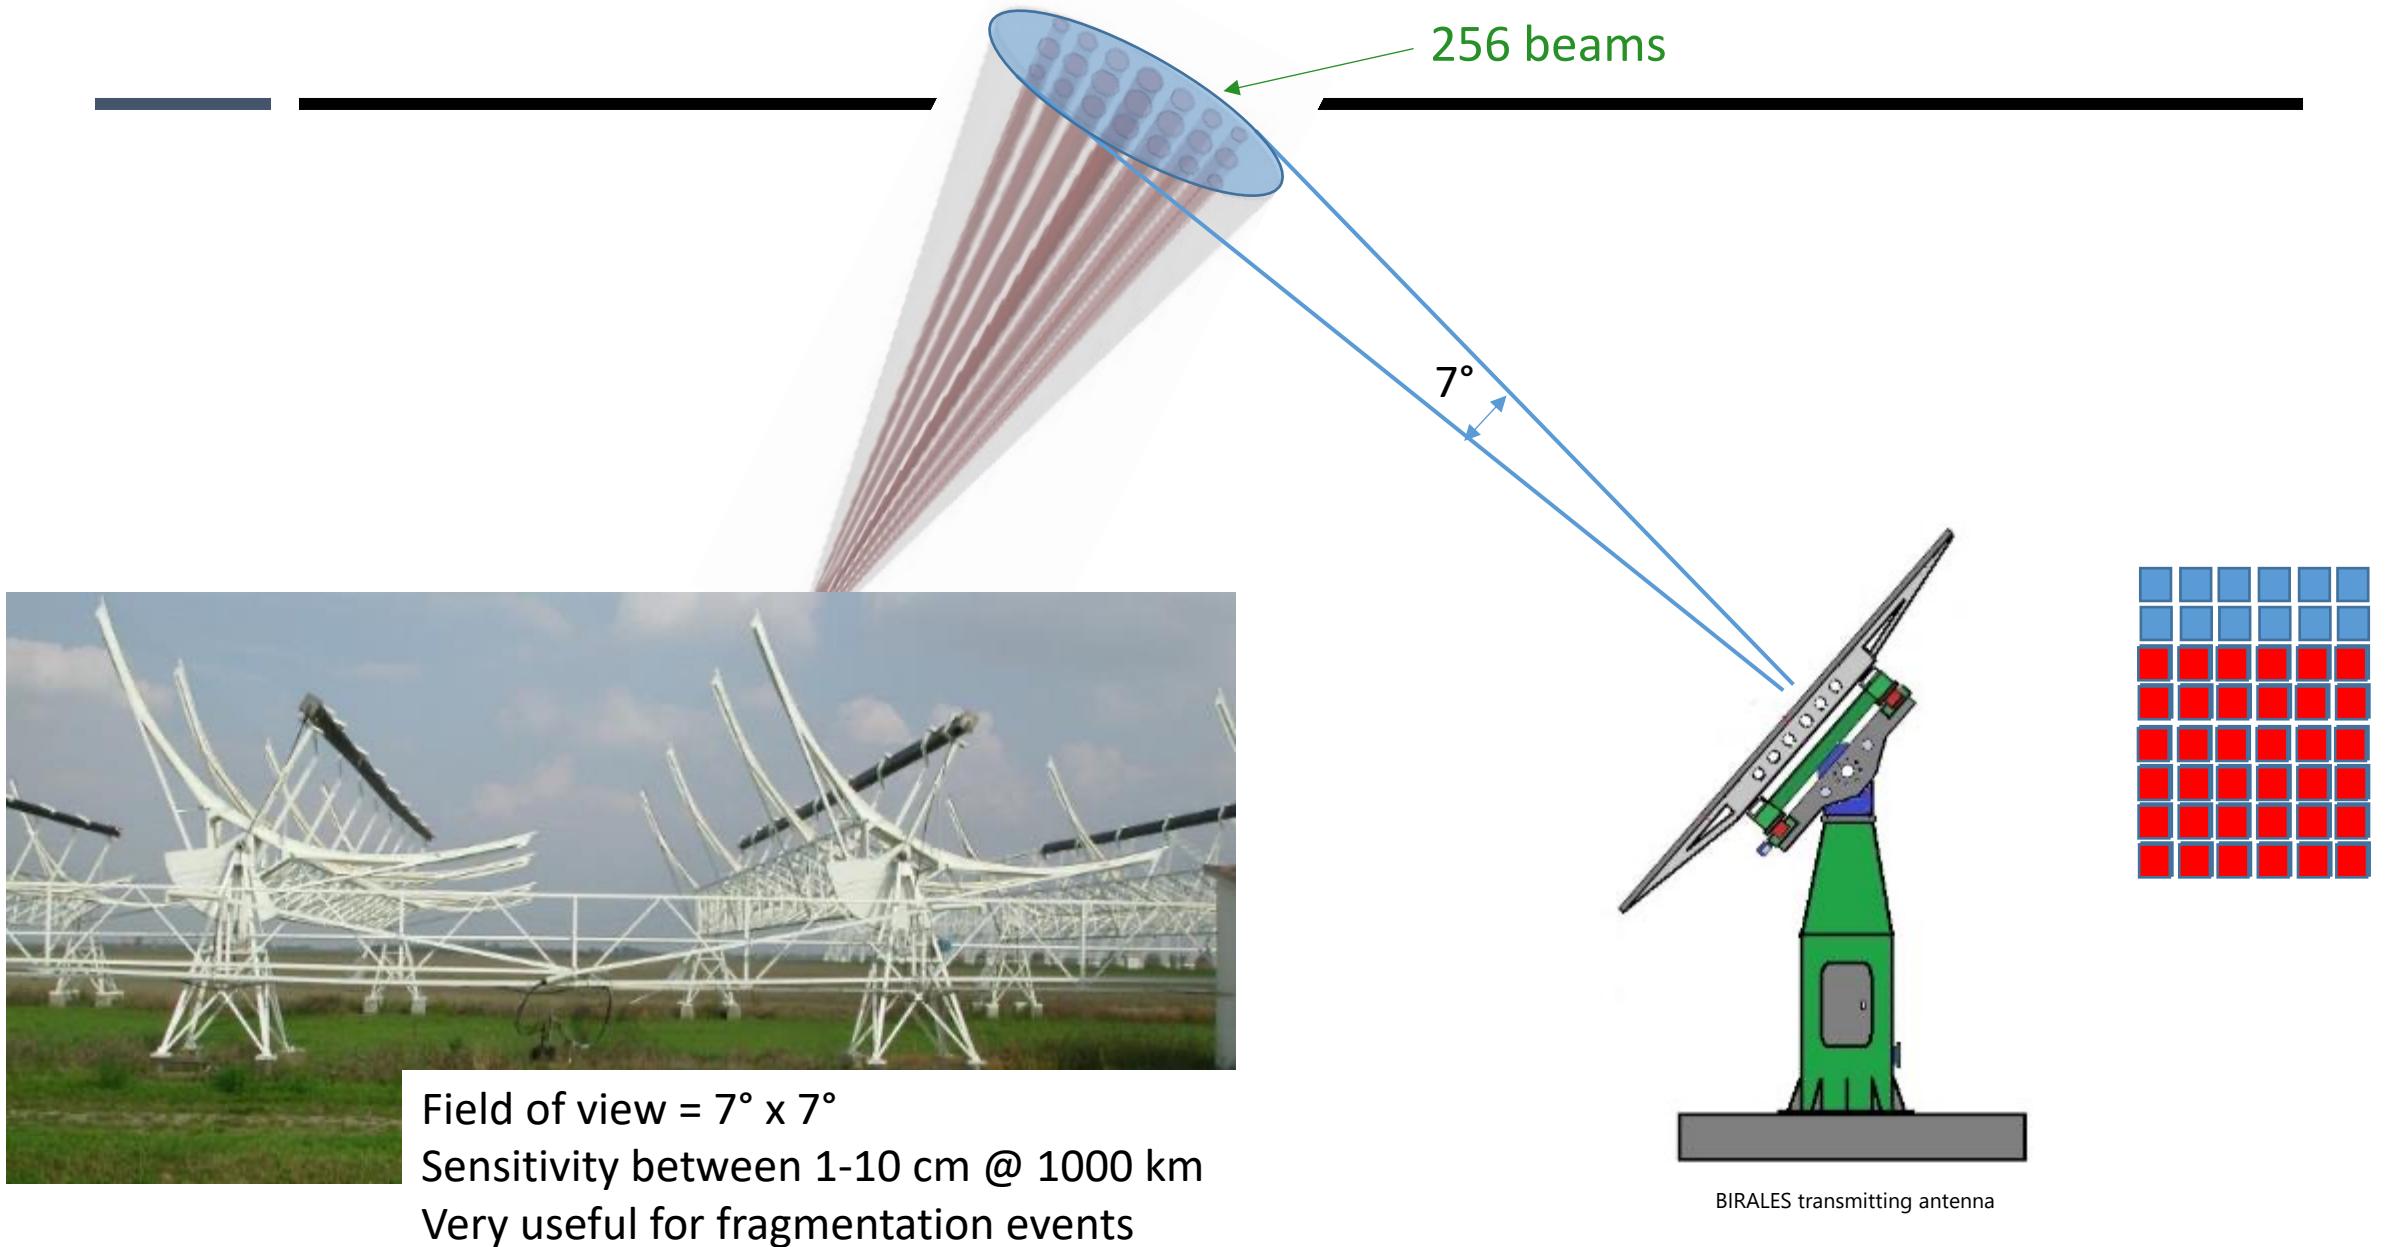 256 beams
7°
Field of view = 7° x 7°
Sensitivity between 1-10 cm @ 1000 km
Very useful for fragmentation events
BIRALES transmitting antenna